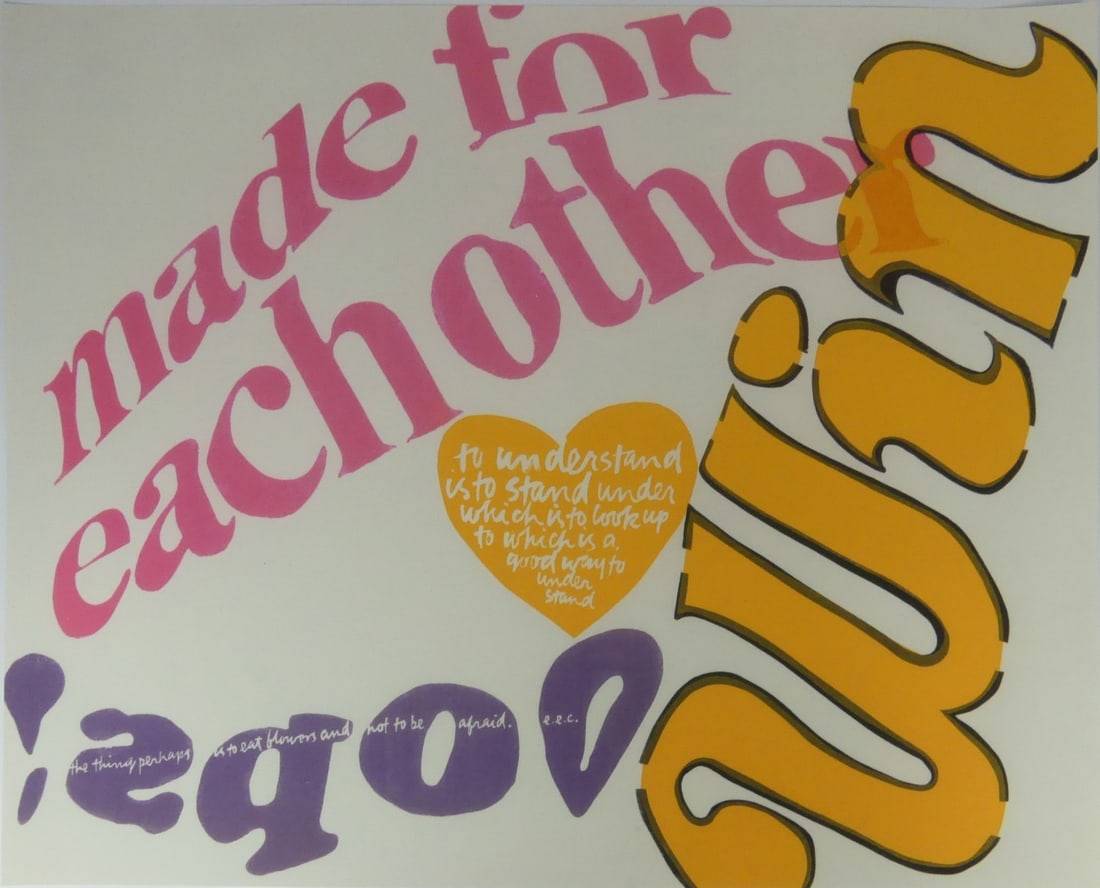 made for
each other
to understand
is to stand under
which is to look up
to which is a
good way to
under
stand
the thing perhaps is to eat flowers and not to be afraid. e.e.c.
Win